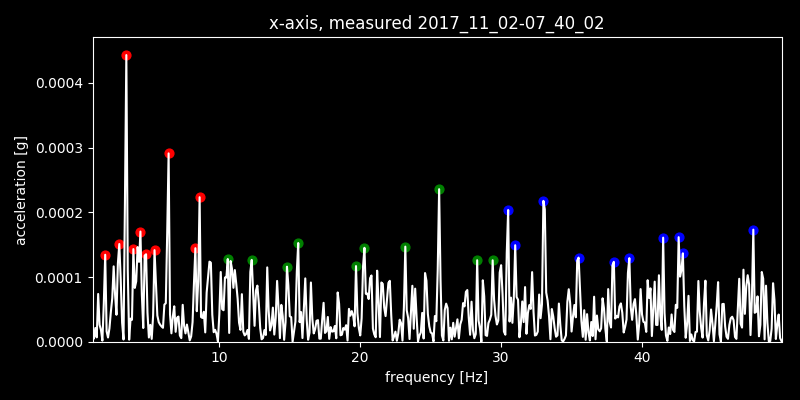 x-axis, measured 2017_11_02-07_40_02
acceleration [g]
0.0004
0.0003
0.0002
0.0001
0.0000
10 20 30 40
frequency [Hz]